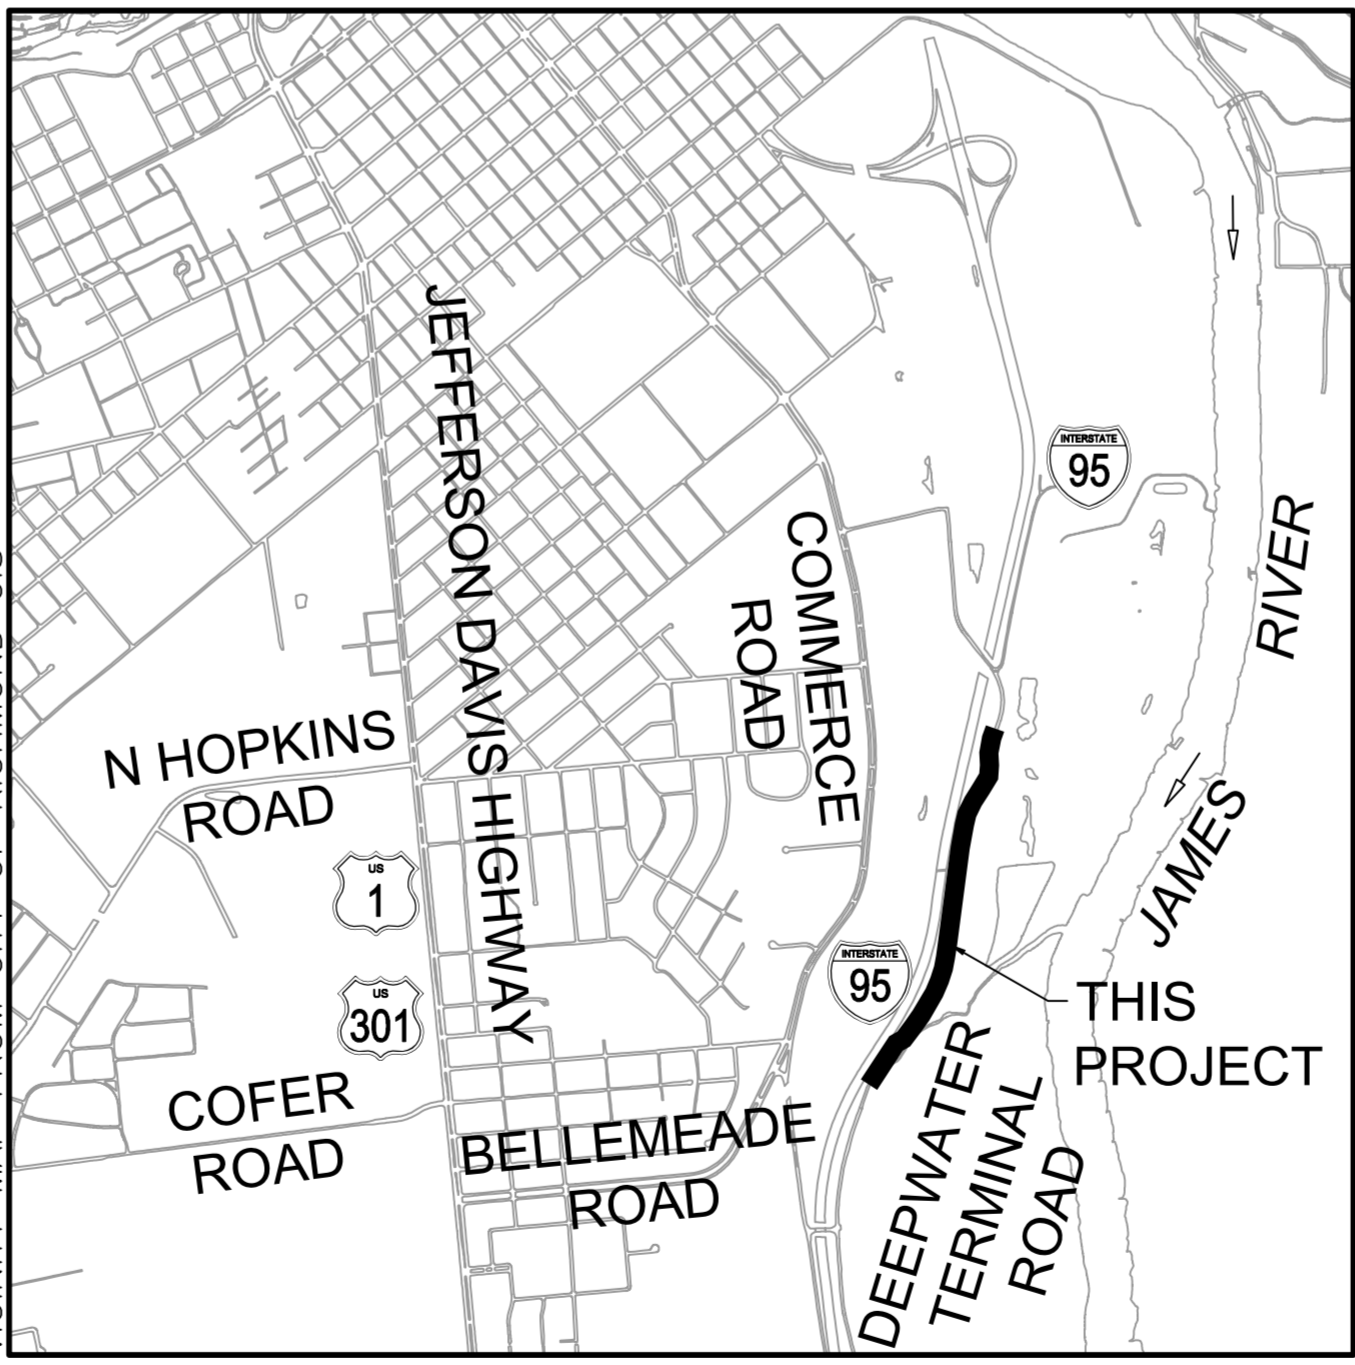 JEFFERSON DAVIS HIGHWAY
INTERSTATE
95
COMMERCE
ROAD
RIVER
JAMES
N HOPKINS
ROAD
US
1
US
301
INTERSTATE
95
THIS
PROJECT
COFER
ROAD
BELLEMEADE
ROAD
DEEPWATER
TERMINAL
ROAD